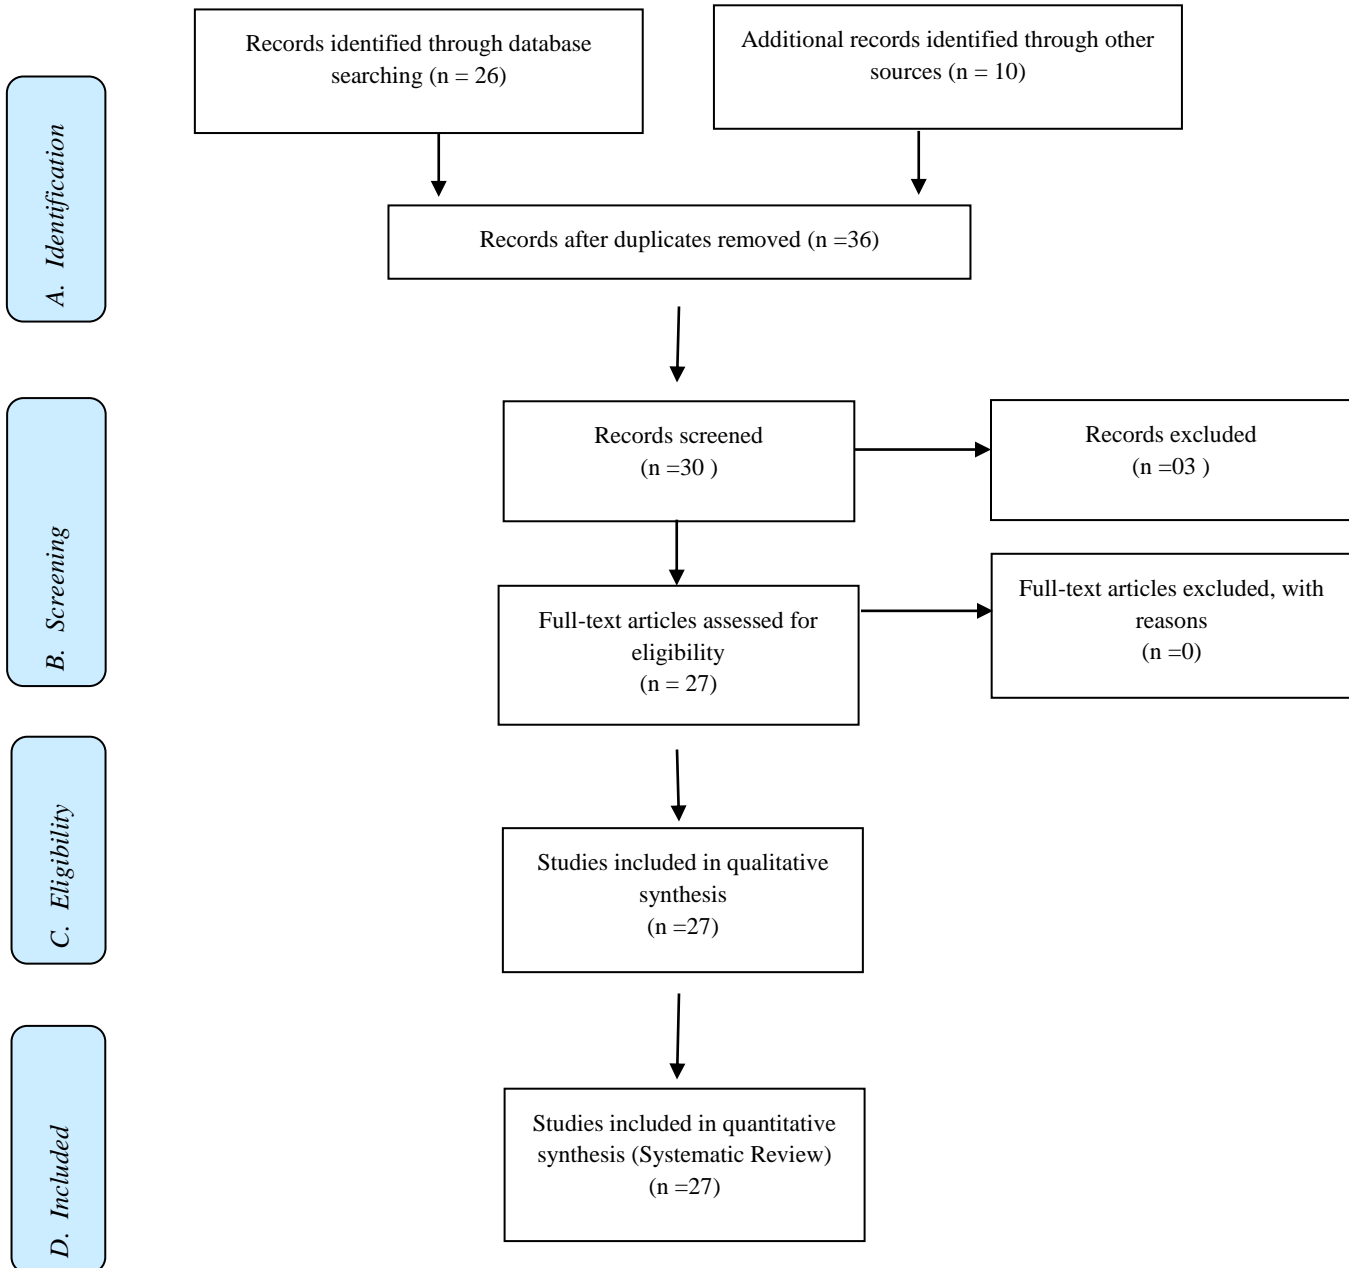 Records identified through database
searching (n = 26)
Additional records identified through other
sources (n = 10)
A. Identification
Records after duplicates removed (n =36)
B. Screening
Records screened
(n =30 )
Records excluded
(n =03 )
Full-text articles assessed for
eligibility
(n = 27)
Full-text articles excluded, with
reasons
(n =0)
C. Eligibility
Studies included in qualitative
synthesis
(n =27)
D. Included
Studies included in quantitative
synthesis (Systematic Review)
(n =27)